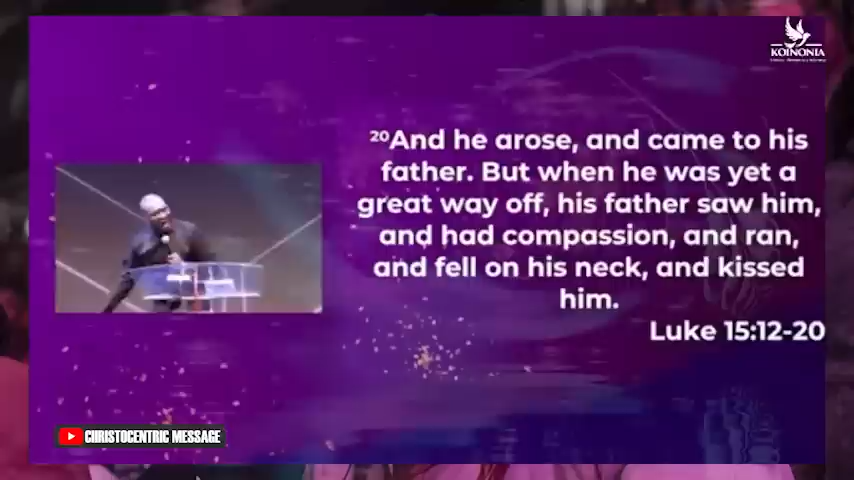 KOINONIA
²⁰And he arose, and came to his
father. But when he was yet a
great way off, his father saw him,
and had compassion, and ran,
and fell on his neck, and kissed
him.
Luke 15:12-20
CHRISTOCENTRIC MESSAGE